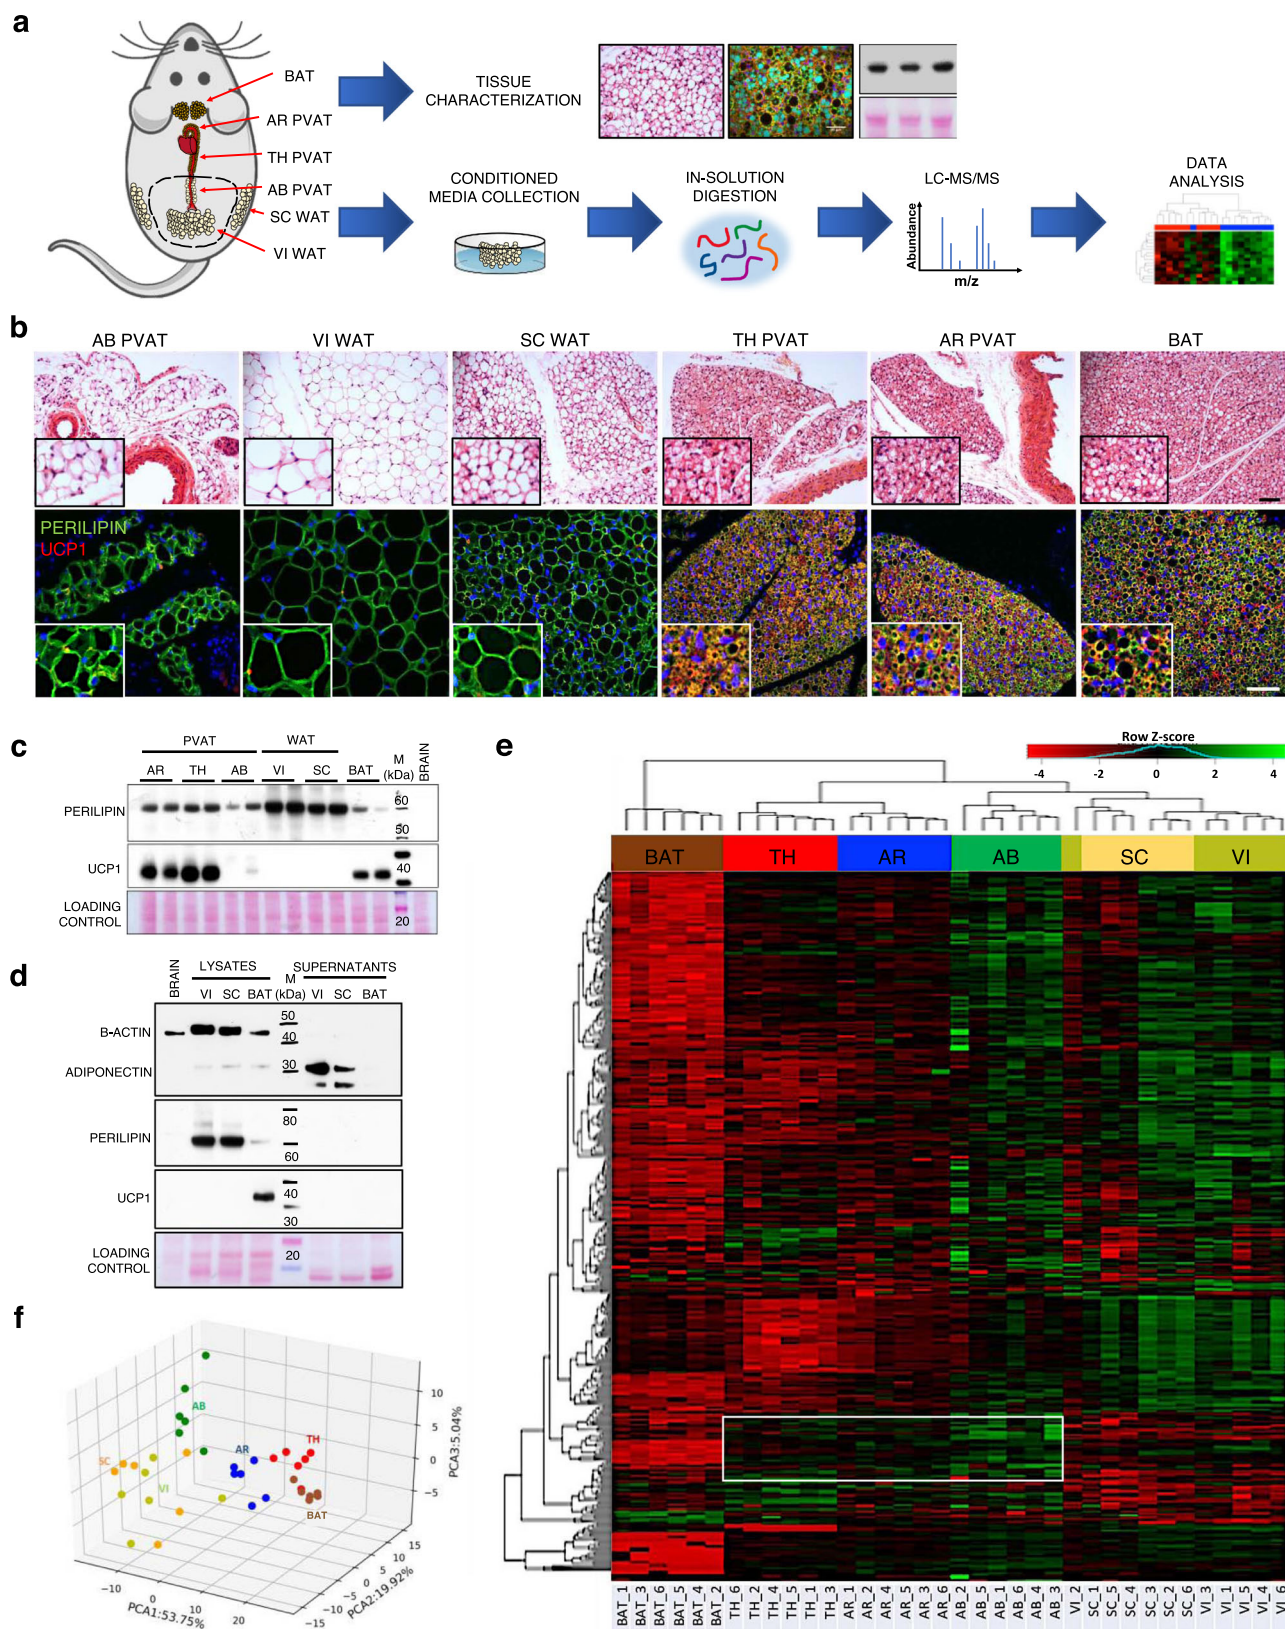 a
BAT
AR PVAT
TH PVAT
AB PVAT
SC WAT
VI WAT
TISSUE
CHARACTERIZATION
CONDITIONED
MEDIA COLLECTION
IN-SOLUTION
DIGESTION
LC-MS/MS
Abundance
m/z
DATA
ANALYSIS
b
AB PVAT VI WAT SC WAT TH PVAT AR PVAT BAT
PERILIPIN
UCP1
c
PVAT WAT
AR TH AB VI SC BAT M (kDa) BRAIN
PERILIPIN
60
50
UCP1
40
LOADING
CONTROL
20
d
BRAIN LYSATES SUPERNATANTS
VI SC BAT M (kDa) VI SC BAT
B-ACTIN
50
40
ADIPONECTIN
30
PERILIPIN
80
60
UCP1
40
30
LOADING
CONTROL
20
e
Row Z-score
-4 -2 0 2 4
BAT TH AR AB SC VI
BAT_1 BAT_3 BAT_6 BAT_5 BAT_4 BAT_2 TH_6 TH_2 TH_4 TH_5 TH_1 TH_3 AR_1 AR_2 AR_4 AR_5 AR_3 AR_6 AB_2 AB_5 AB_1 AB_6 AB_4 AB_3 VI_2 SC_1 SC_5 SC_4 SC_3 SC_2 SC_6 VI_3 VI_1 VI_5 VI_4 VI_6
f
AB
SC
VI
AR
TH
BAT
10
5
0
−5
PCA3:5.04%
−10 0 10 20
PCA1:53.75%
−15 −10 −5 0 5 10 15
PCA2:19.92%